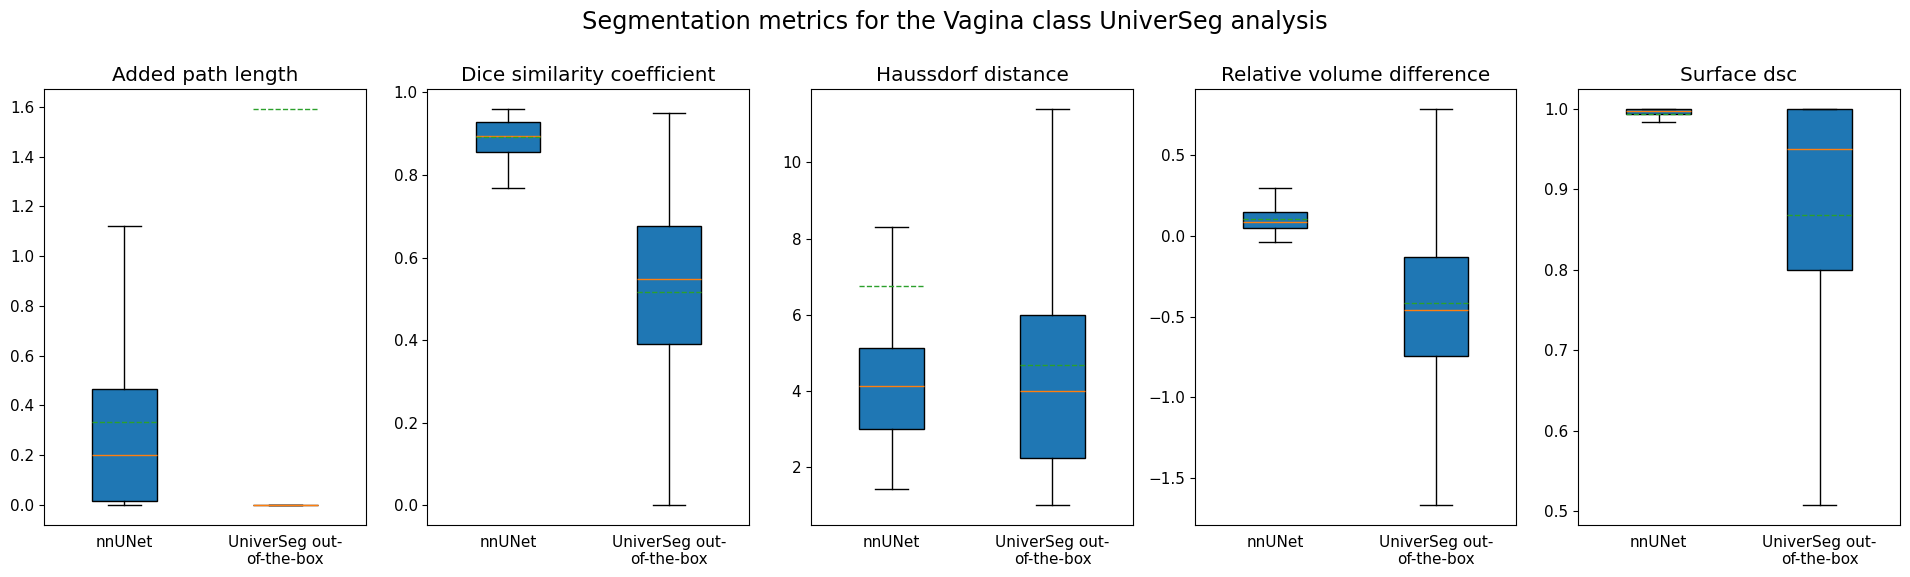 Segmentation metrics for the Vagina class UniverSeg analysis
Added path length
1.6
1.4
1.2
1.0
0.8
0.6
0.4
0.2
0.0
nnUNet
UniverSeg out-
of-the-box
Dice similarity coefficient
1.0
0.8
0.6
0.4
0.2
0.0
nnUNet
UniverSeg out-
of-the-box
Haussdorf distance
10
8
6
4
2
nnUNet
UniverSeg out-
of-the-box
Relative volume difference
0.5
0.0
−0.5
−1.0
−1.5
nnUNet
UniverSeg out-
of-the-box
Surface dsc
1.0
0.9
0.8
0.7
0.6
0.5
nnUNet
UniverSeg out-
of-the-box